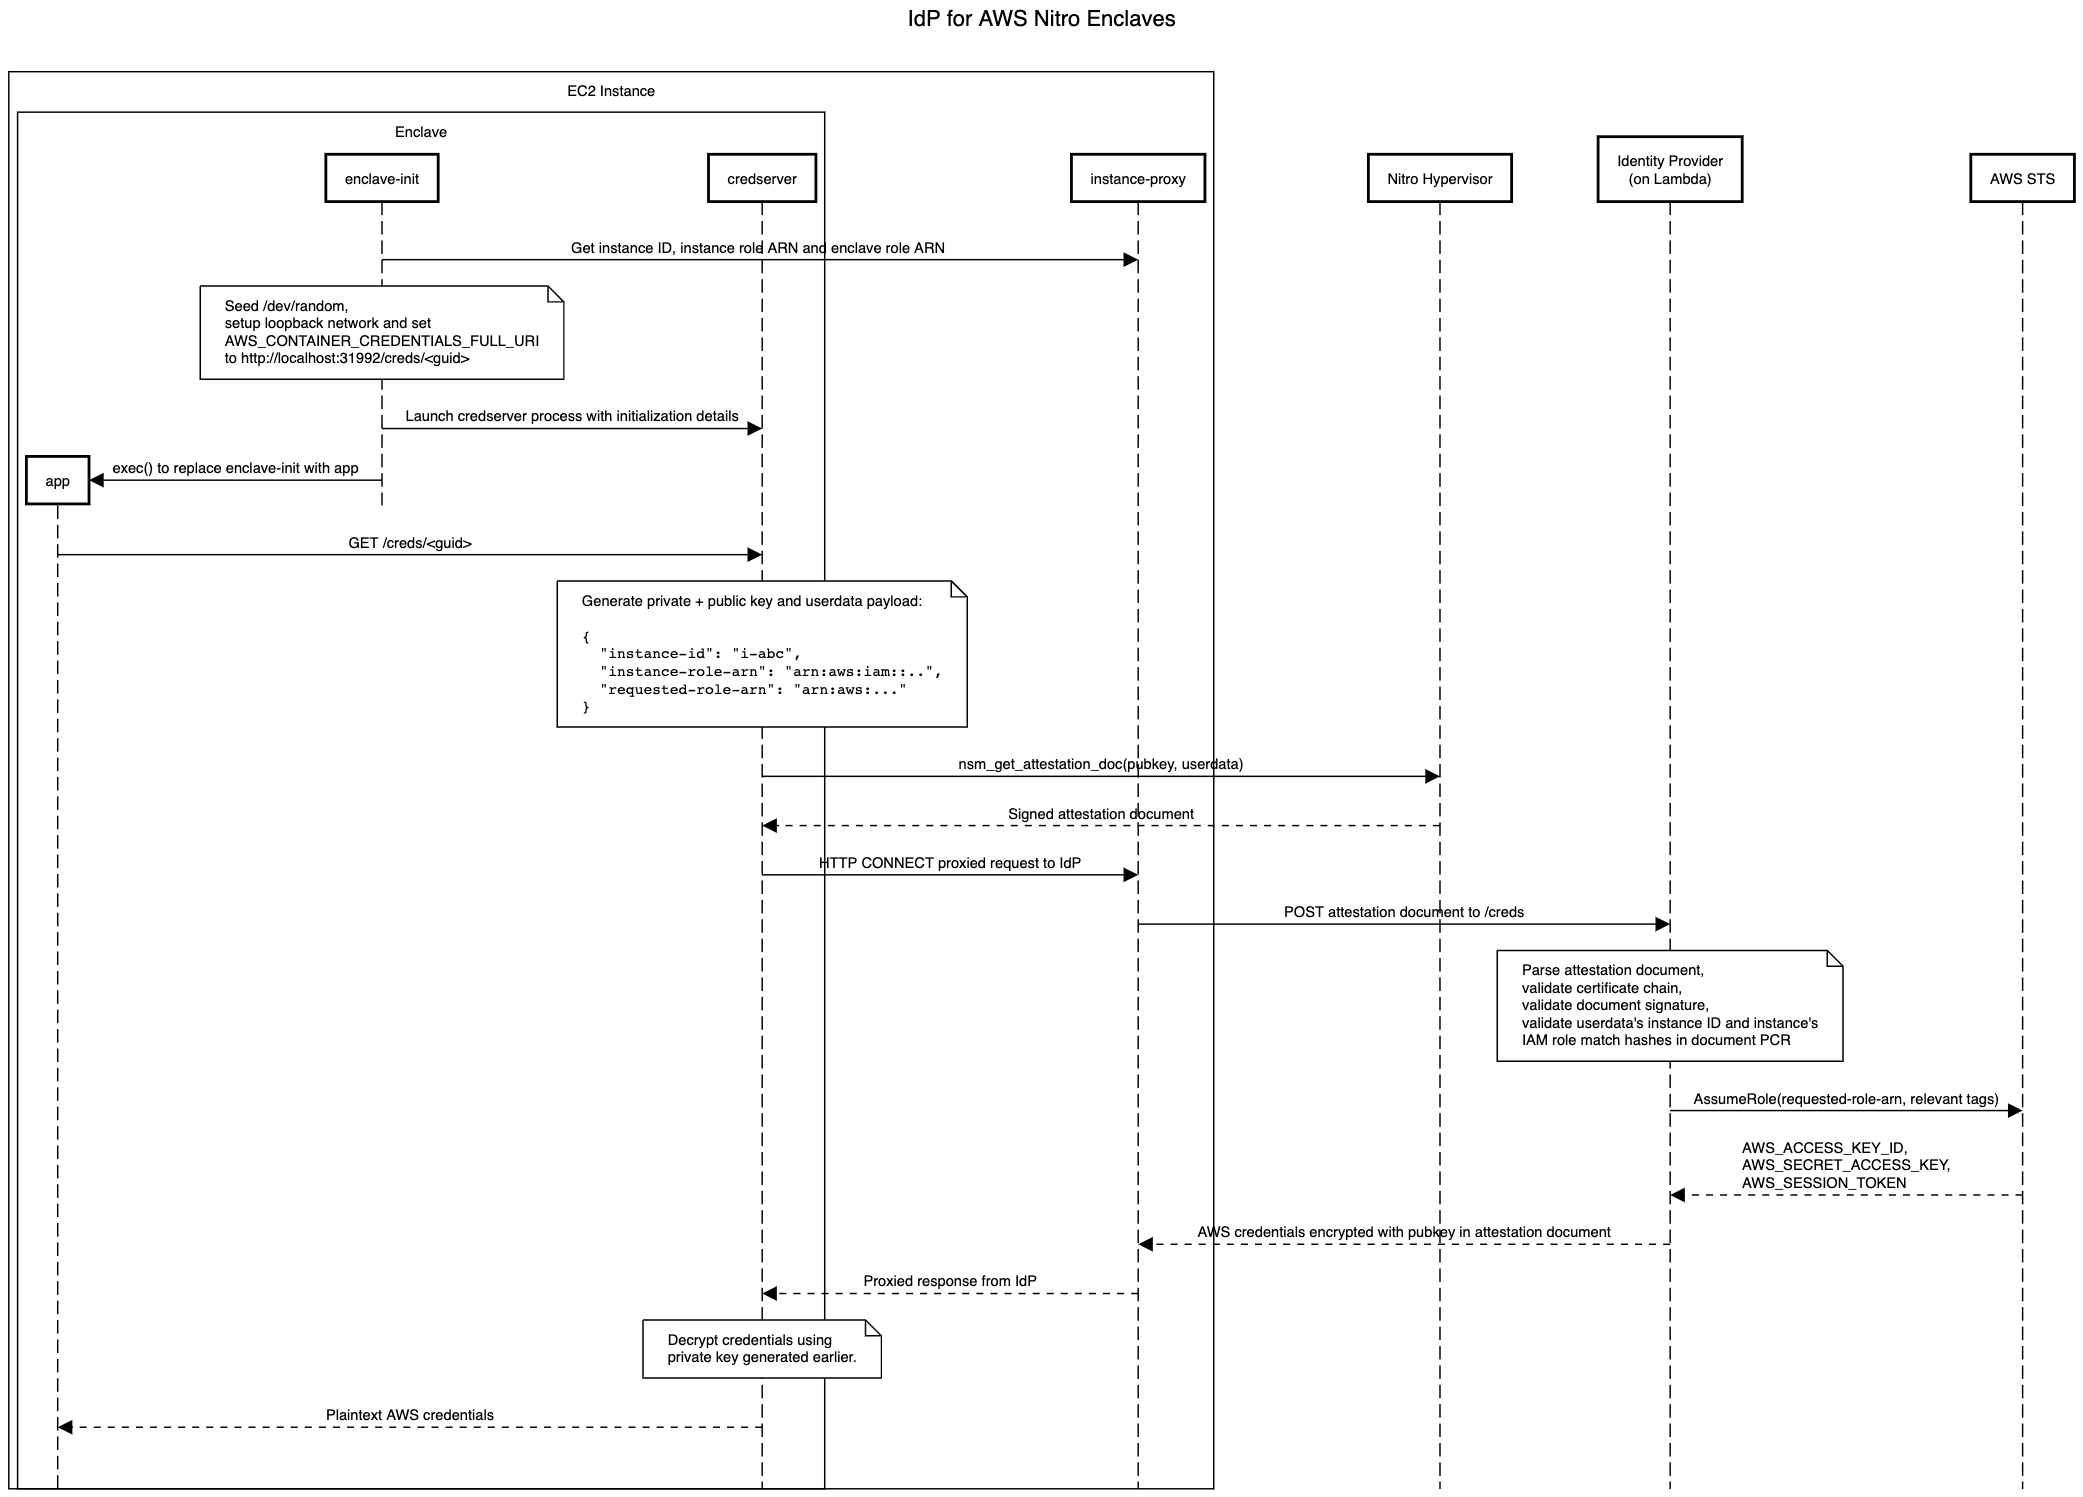 IdP for AWS Nitro Enclaves
EC2 Instance
Enclave
enclave-init
credserver
instance-proxy
Nitro Hypervisor
Identity Provider
(on Lambda)
AWS STS
Get instance ID, instance role ARN and enclave role ARN
Seed /dev/random,
setup loopback network and set
AWS_CONTAINER_CREDENTIALS_FULL_URI
to http://localhost:31992/creds/<guid>
Launch credserver process with initialization details
app
exec() to replace enclave-init with app
GET /creds/<guid>
Generate private + public key and userdata payload:
{
"instance-id": "i-abc",
"instance-role-arn": "arn:aws:iam::..",
"requested-role-arn": "arn:aws:..."
}
nsm_get_attestation_doc(pubkey, userdata)
Signed attestation document
HTTP CONNECT proxied request to IdP
POST attestation document to /creds
Parse attestation document,
validate certificate chain,
validate document signature,
validate userdata's instance ID and instance's
IAM role match hashes in document PCR
AssumeRole(requested-role-arn, relevant tags)
AWS_ACCESS_KEY_ID,
AWS_SECRET_ACCESS_KEY,
AWS_SESSION_TOKEN
AWS credentials encrypted with pubkey in attestation document
Proxied response from IdP
Decrypt credentials using
private key generated earlier.
Plaintext AWS credentials